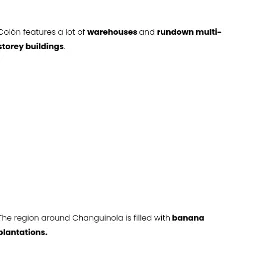 Colón features a lot of warehouses and rundown multi-
storey buildings.
The region around Changuinola is filled with banana
plantations.